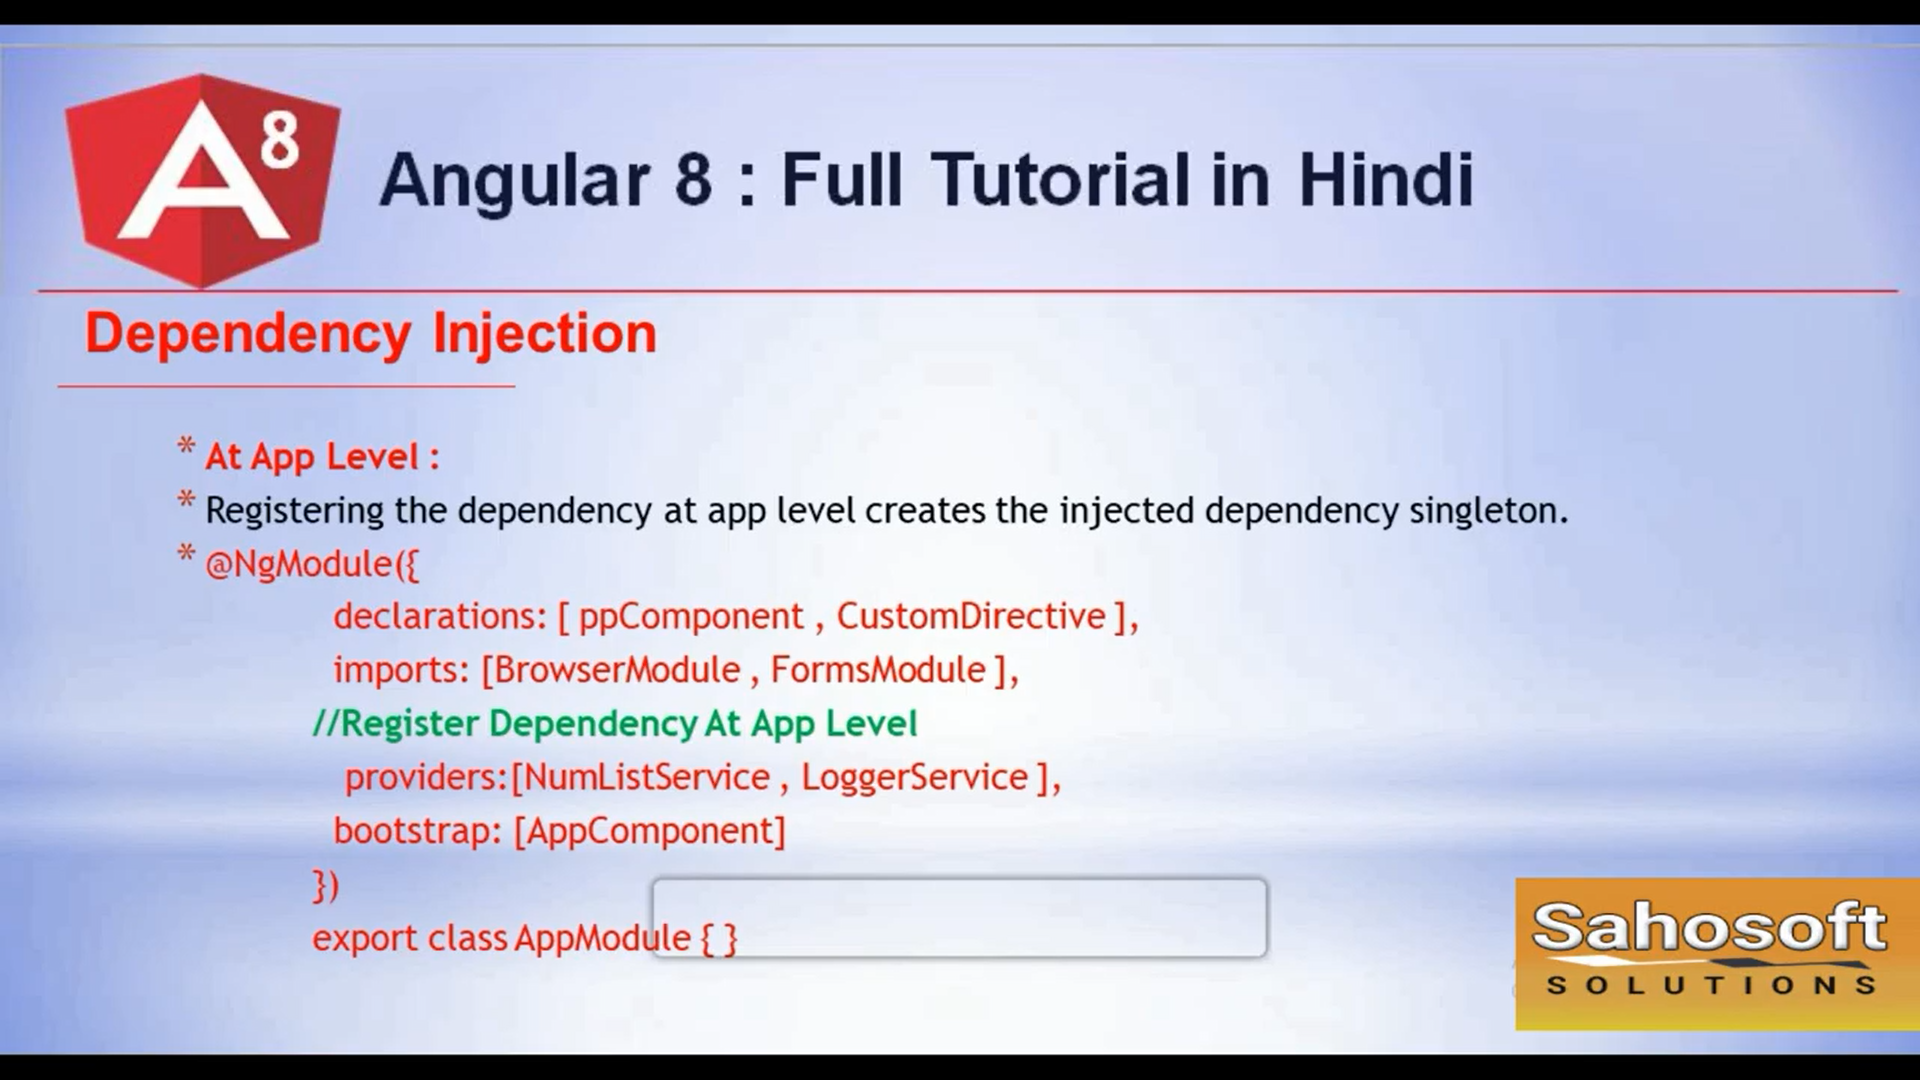 A8
Angular 8 : Full Tutorial in Hindi
Dependency Injection
* At App Level :
* Registering the dependency at app level creates the injected dependency singleton.
* @NgModule({
declarations: [ ppComponent , CustomDirective ],
imports: [BrowserModule , FormsModule ],
//Register Dependency At App Level
providers:[NumListService , LoggerService ],
bootstrap: [AppComponent]
})
export class AppModule { }
Sahosoft
SOLUTIONS